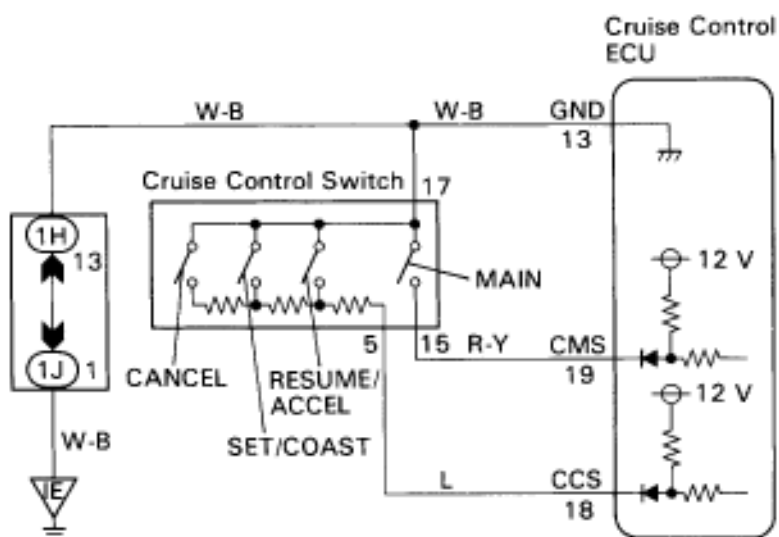 Cruise Control
ECU
W-B
W-B
GND
13
Cruise Control Switch
17
1H
13
12 V
MAIN
5
15
R-Y
CMS
19
1J
1
CANCEL
RESUME/
ACCEL
12 V
SET/COAST
W-B
L
CCS
18
IE